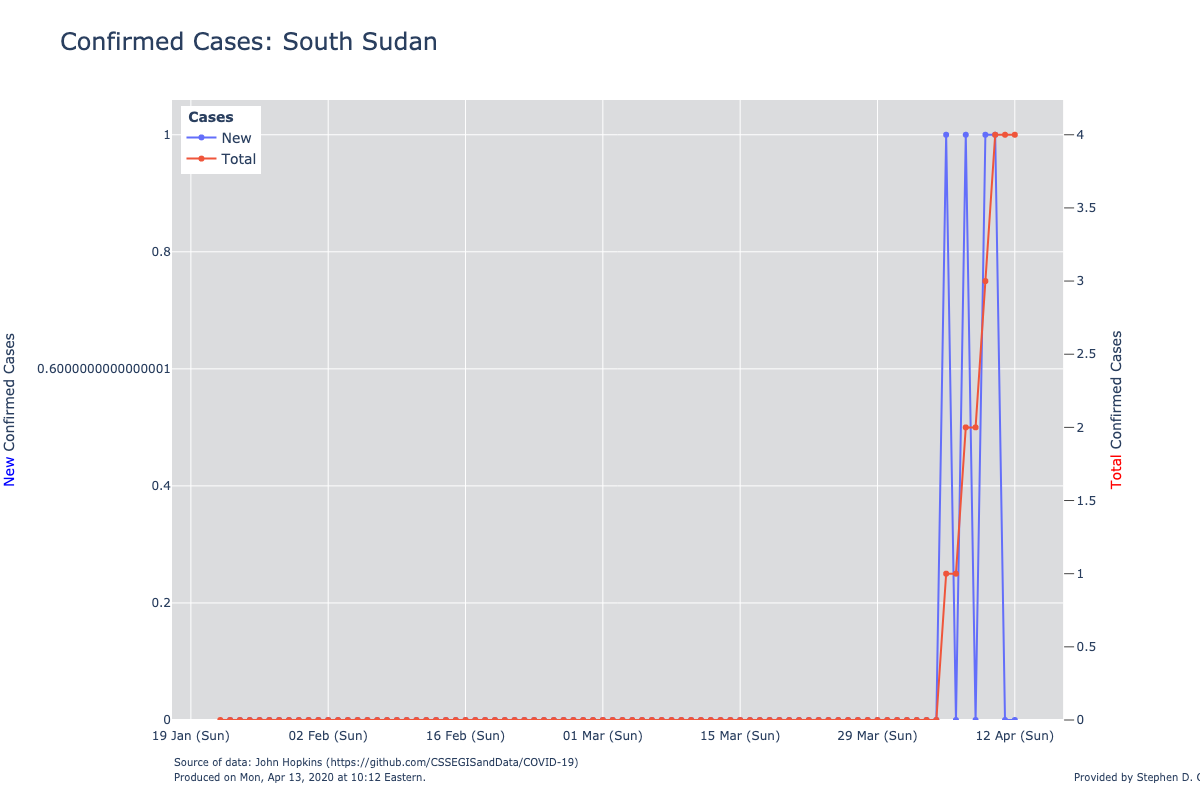 Confirmed Cases: South Sudan
Cases
New
Total
1
0.8
0.6000000000000001
0.4
0.2
0
New Confirmed Cases
4
3.5
3
2.5
2
1.5
1
0.5
0
Total Confirmed Cases
19 Jan (Sun)
02 Feb (Sun)
16 Feb (Sun)
01 Mar (Sun)
15 Mar (Sun)
29 Mar (Sun)
12 Apr (Sun)
Source of data: John Hopkins (https://github.com/CSSEGISandData/COVID-19)
Produced on Mon, Apr 13, 2020 at 10:12 Eastern.
Provided by Stephen D.